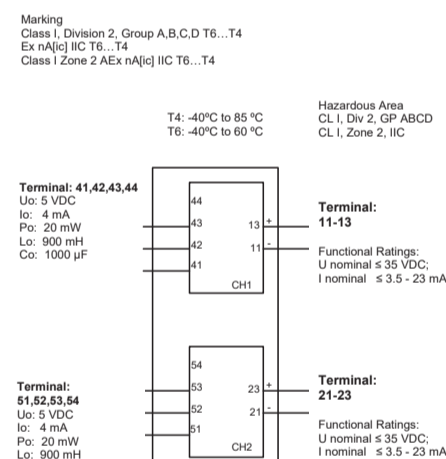 Marking
Class I, Division 2, Group A,B,C,D T6...T4
Ex nA[ic] IIC T6...T4
Class I Zone 2 AEx nA[ic] IIC T6...T4
T4: -40ºC to 85 ºC
T6: -40ºC to 60 ºC
Hazardous Area
CL I, Div 2, GP ABCD
CL I, Zone 2, IIC
Terminal: 41,42,43,44
Uo: 5 VDC
Io: 4 mA
Po: 20 mW
Lo: 900 mH
Co: 1000 µF
44
43
42
41
13 +
11 -
CH1
Terminal:
11-13
Functional Ratings:
U nominal ≤ 35 VDC;
I nominal ≤ 3.5 - 23 mA
Terminal:
51,52,53,54
Uo: 5 VDC
Io: 4 mA
Po: 20 mW
Lo: 900 mH
54
53
52
51
23 +
21 -
CH2
Terminal:
21-23
Functional Ratings:
U nominal ≤ 35 VDC;
I nominal ≤ 3.5 - 23 mA